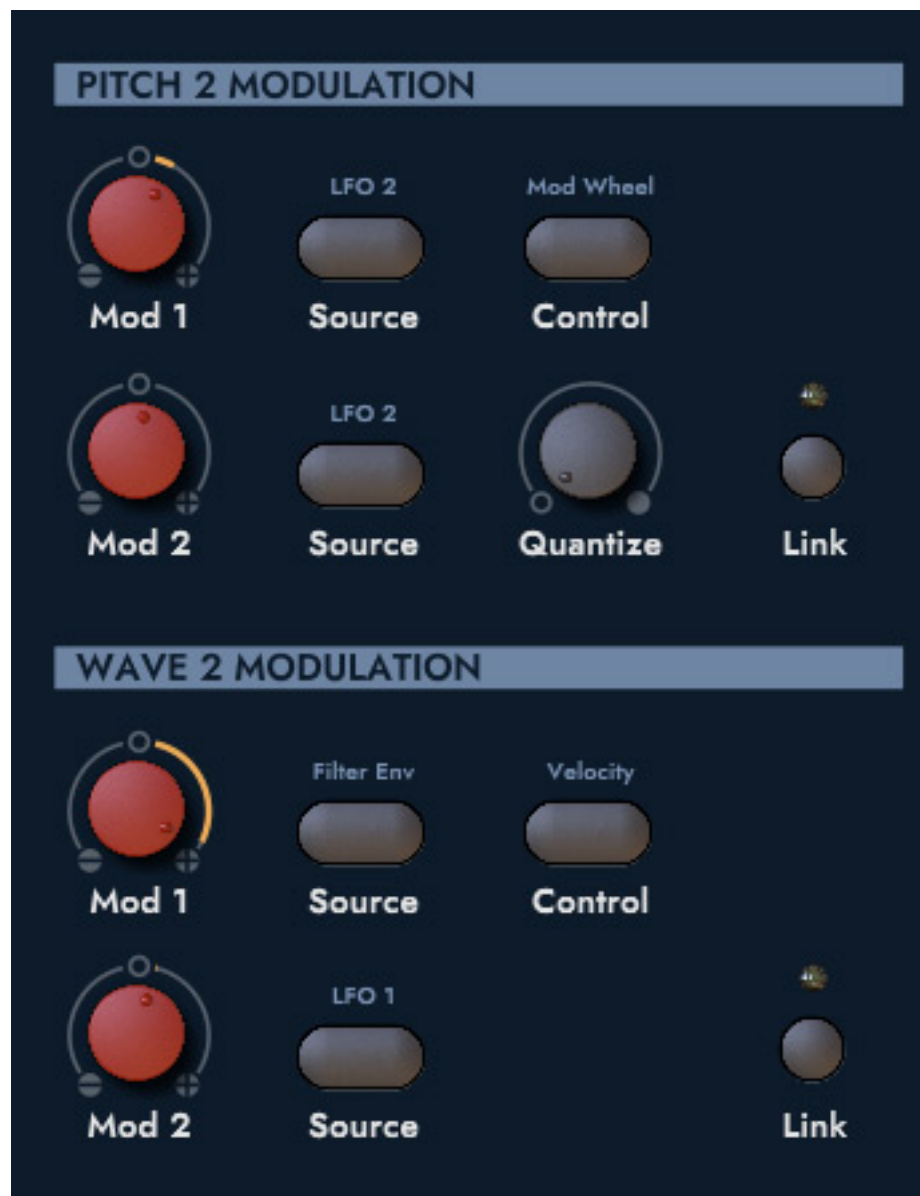 PITCH 2 MODULATION
LFO 2 Mod Wheel
Mod 1 Source Control
LFO 2
Mod 2 Source Quantize Link
WAVE 2 MODULATION
Filter Env Velocity
Mod 1 Source Control
LFO 1
Mod 2 Source Link